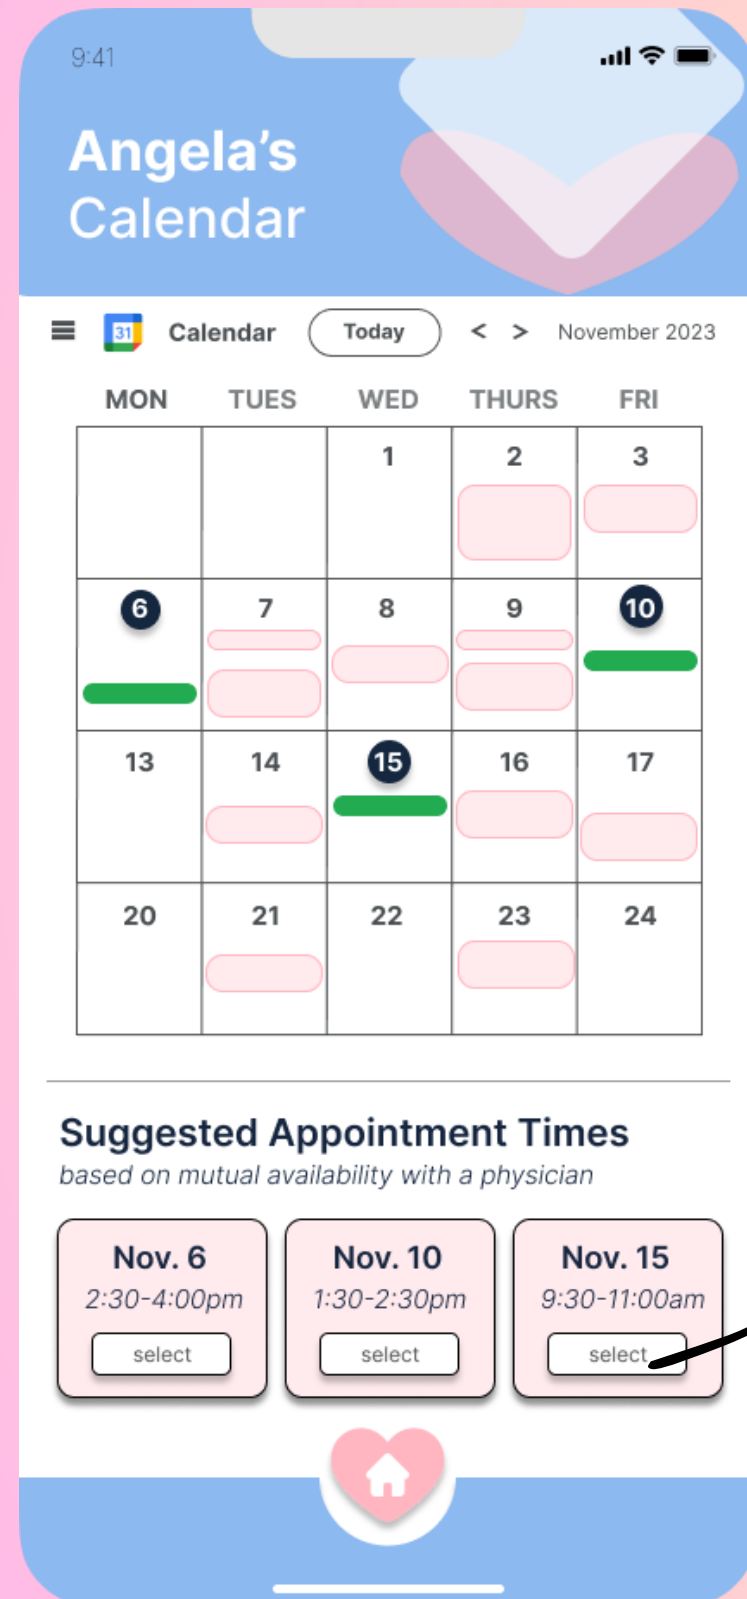 9:41
Angela’s
Calendar
31 Calendar Today < > November 2023
MON TUES WED THURS FRI
1 2 3
6 7 8 9 10
13 14 15 16 17
20 21 22 23 24
Suggested Appointment Times
based on mutual availability with a physician
Nov. 6 Nov. 10 Nov. 15
2:30-4:00pm 1:30-2:30pm 9:30-11:00am
select select select